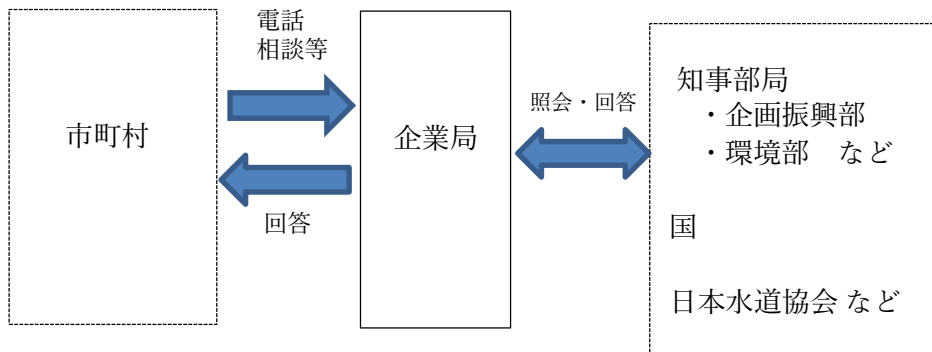 電話
相談等
市町村
回答
企業局
照会・回答
知事部局
・企画振興部
・環境部　など
国
日本水道協会 など